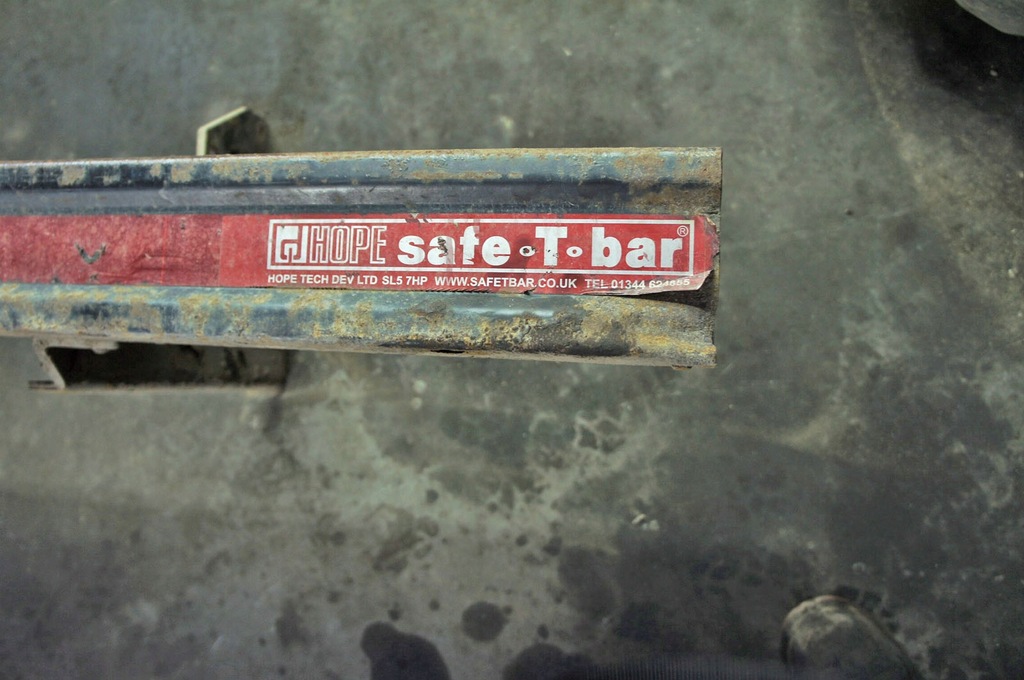 HOPE safe·T·bar®
HOPE TECH DEV LTD SL5 7HP WWW.SAFETBAR.CO.UK TEL 01344